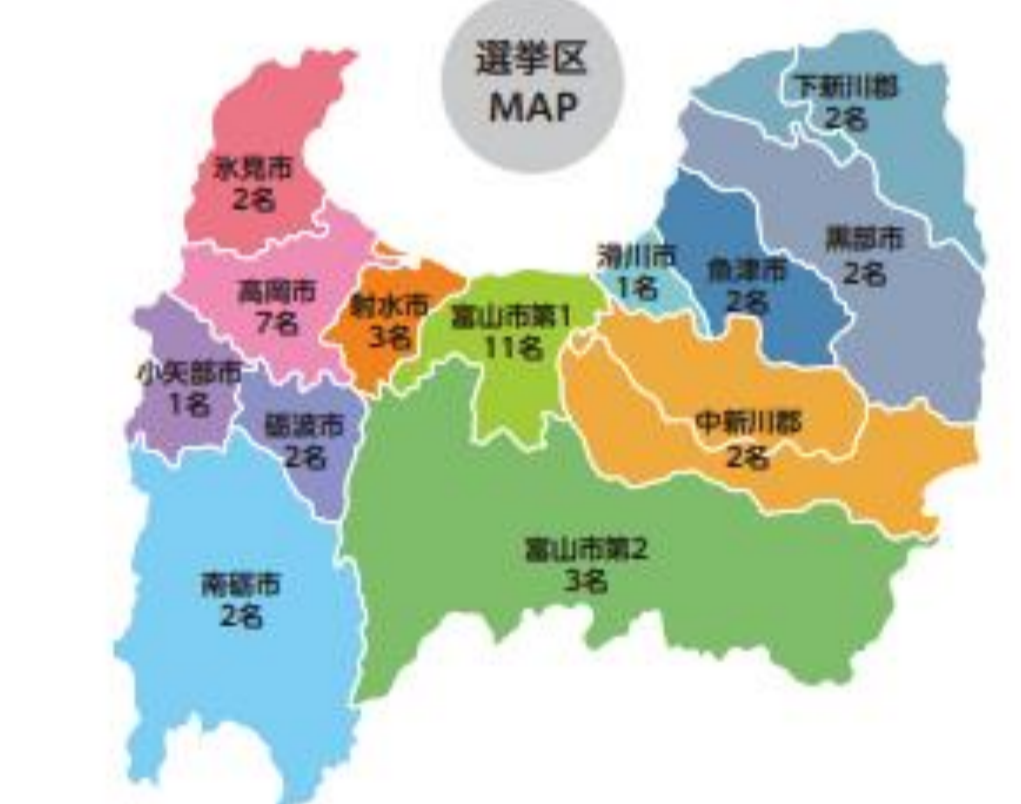 選挙区
MAP
下新川郡
2名
氷見市
2名
黒部市
2名
滑川市
1名
魚津市
2名
高岡市
7名
射水市
3名
富山市第1
11名
小矢部市
1名
砺波市
2名
中新川郡
2名
富山市第2
3名
南砺市
2名